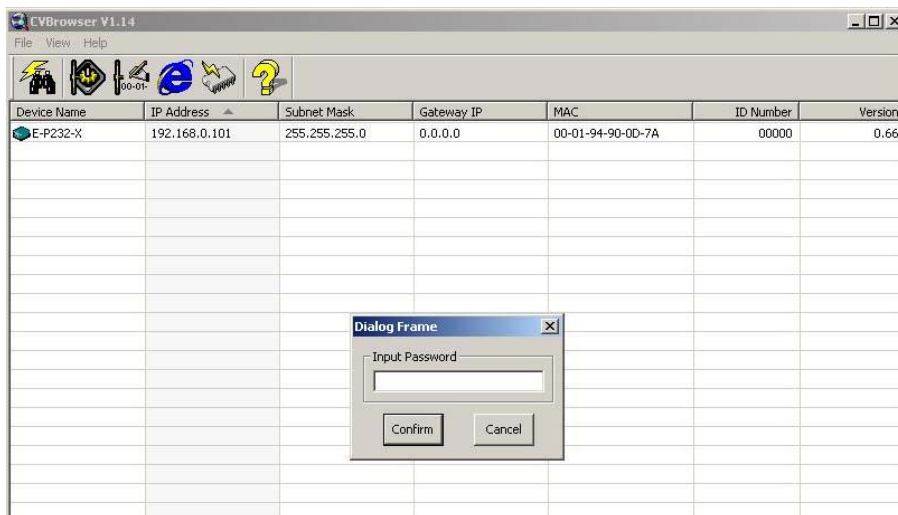 CVBrowser V1.14
File View Help
00-01-
Device Name IP Address Subnet Mask Gateway IP MAC ID Number Version
E-P232-X 192.168.0.101 255.255.255.0 0.0.0.0 00-01-94-90-0D-7A 00000 0.66
Dialog Frame
Input Password
Confirm Cancel